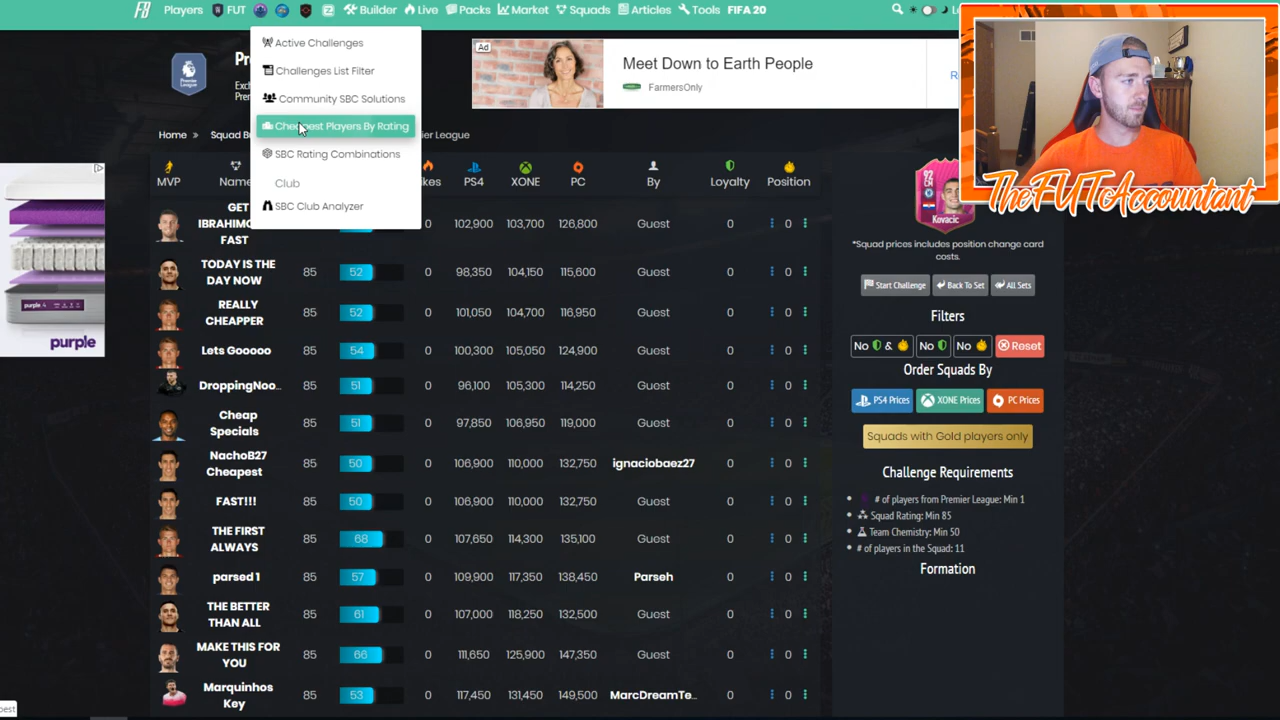 Players FUT Builder Live Packs Market Squads Articles Tools FIFA 20
Active Challenges
Challenges List Filter
Community SBC Solutions
Cheapest Players By Rating
SBC Rating Combinations
Club
SBC Club Analyzer
Ad
Meet Down to Earth People
FarmersOnly
TheFUTAccountant
Home » Squad
MVP PS4 XONE PC By Loyalty Position
GET IBRAHIMO
FAST 102,900 103,700 126,800 Guest 0
TODAY IS THE
DAY NOW 85 52 0 98,350 104,150 115,600 Guest 0 0
REALLY
CHEAPPER 85 52 0 101,050 104,700 116,950 Guest 0 0
Lets Gooooo 85 54 0 100,300 105,050 124,900 Guest 0 0
DroppingNoo.. 85 51 0 96,100 105,300 114,250 Guest 0 0
Cheap
Specials 85 51 0 97,850 106,950 119,000 Guest 0 0
NachoB27
Cheapest 85 50 0 106,900 110,000 132,750 ignaciobaez27 0 0
FAST!!! 85 50 0 106,900 110,000 132,750 Guest 0 0
THE FIRST
ALWAYS 85 68 0 107,650 114,300 135,100 Guest 0 0
parsed 1 85 57 0 109,900 117,350 138,450 Parseh 0 0
THE BETTER
THAN ALL 85 61 0 107,000 118,250 132,500 Guest 0 0
MAKE THIS FOR
YOU 85 66 0 111,650 125,900 147,350 Guest 0 0
Marquinhos
Key 85 53 0 117,450 131,450 149,500 MarcDreamTe.. 0 0
purple 4
purple
92
CM
Kovacic
*Squad prices includes position change card
costs.
Start Challenge Back To Set All Sets
Filters
No & No No Reset
Order Squads By
PS4 Prices XONE Prices PC Prices
Squads with Gold players only
Challenge Requirements
# of players from Premier League: Min 1
Squad Rating: Min 85
Team Chemistry: Min 50
# of players in the Squad: 11
Formation